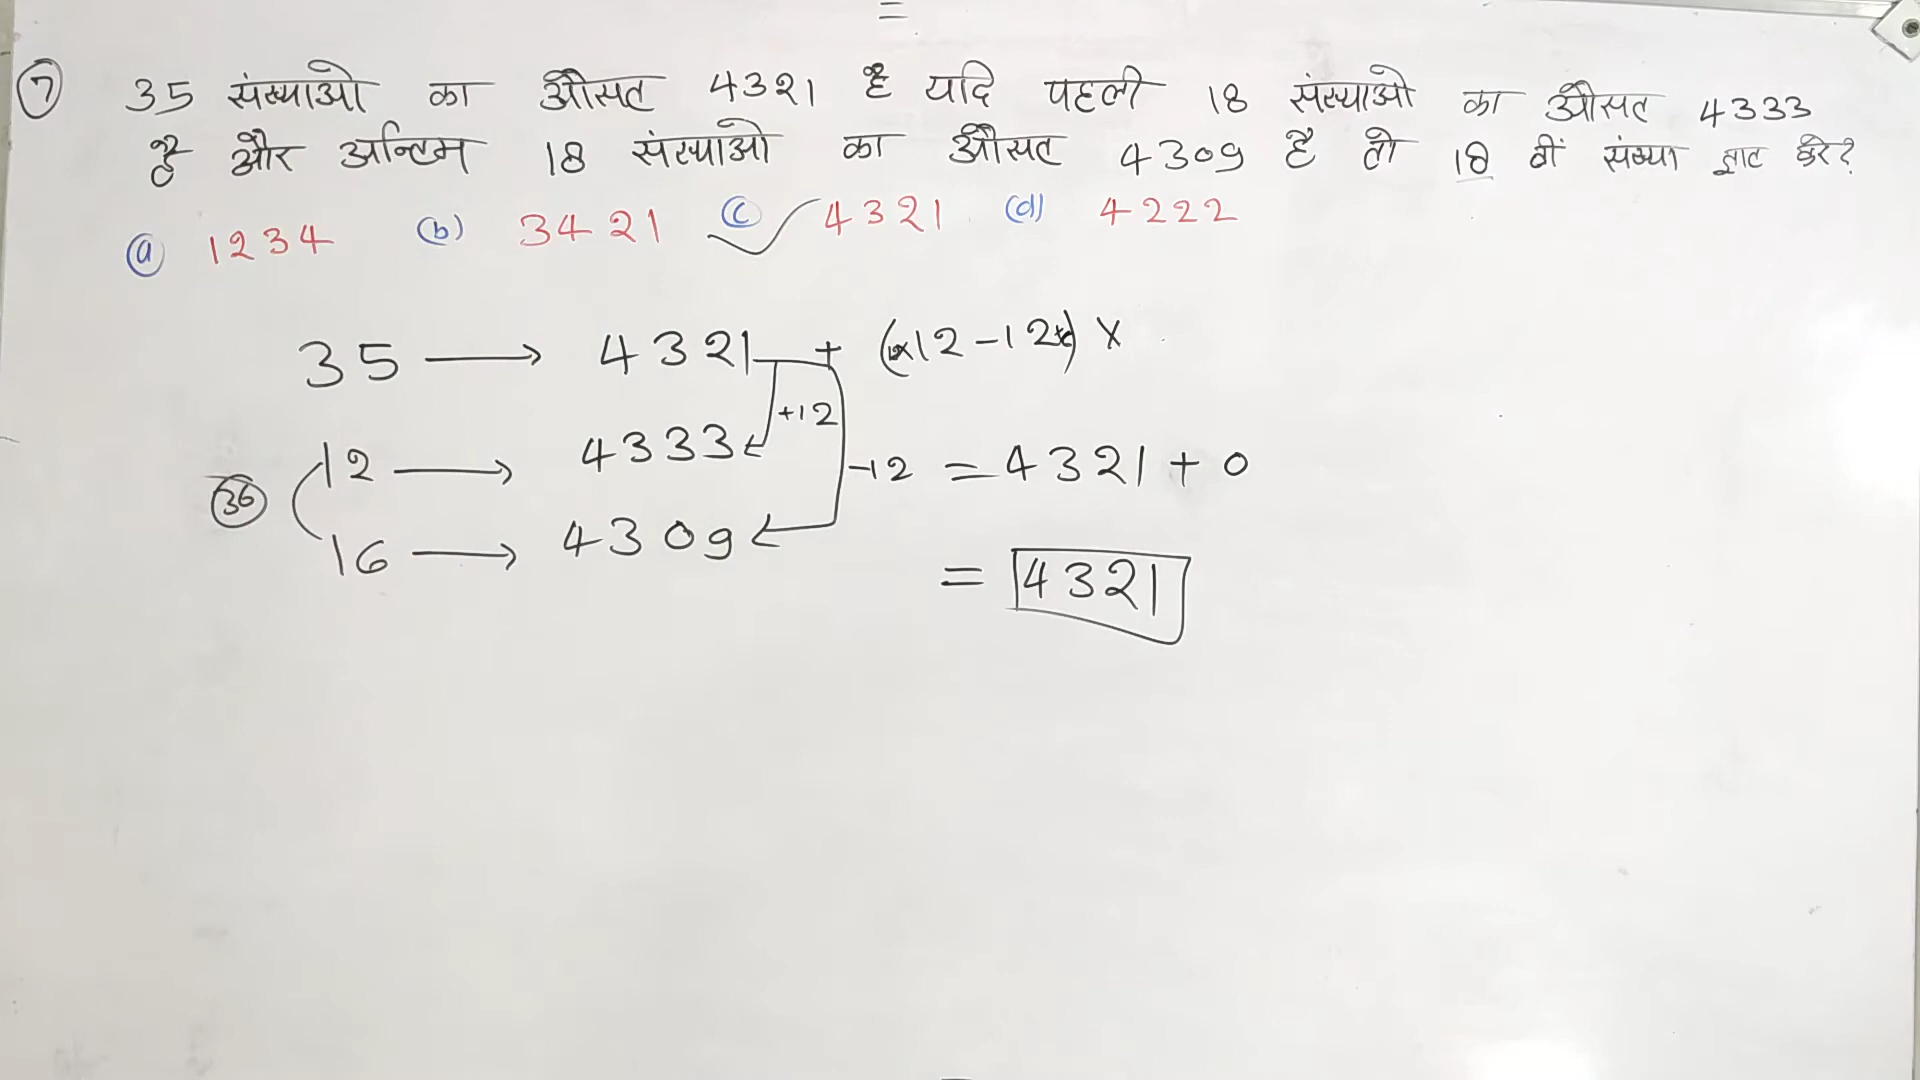 =
7 35 संख्याओ का औसत 4321 है यदि पहली 18 संख्याओ का औसत 4333
है और अन्तिम 18 संख्याओ का औसत 4309 है तो 18 वीं संख्या ज्ञात करे?
(a) 1234 (b) 3421 (c) ✓ 4321 (d) 4222
35 → 4321 + ( 12 - 12 ) ×
+12
12 → 4333
36 -12 = 4321 + 0
16 → 4309
= 4321